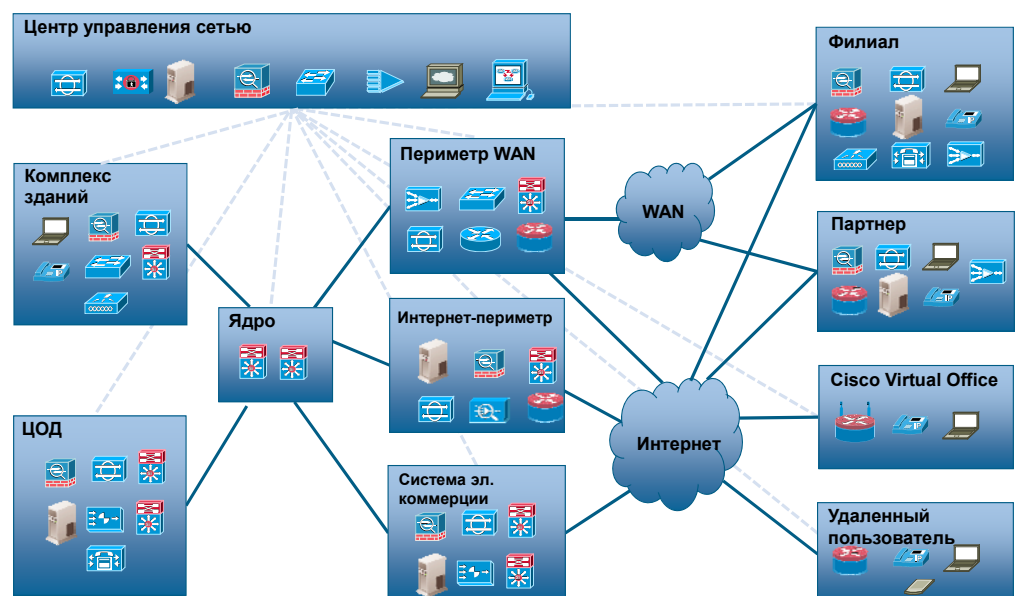 Центр управления сетью
Филиал
Комплекс
зданий
Периметр WAN
WAN
Партнер
Ядро
Интернет-периметр
Cisco Virtual Office
ЦОД
Интернет
Система эл.
коммерции
Удаленный
пользователь